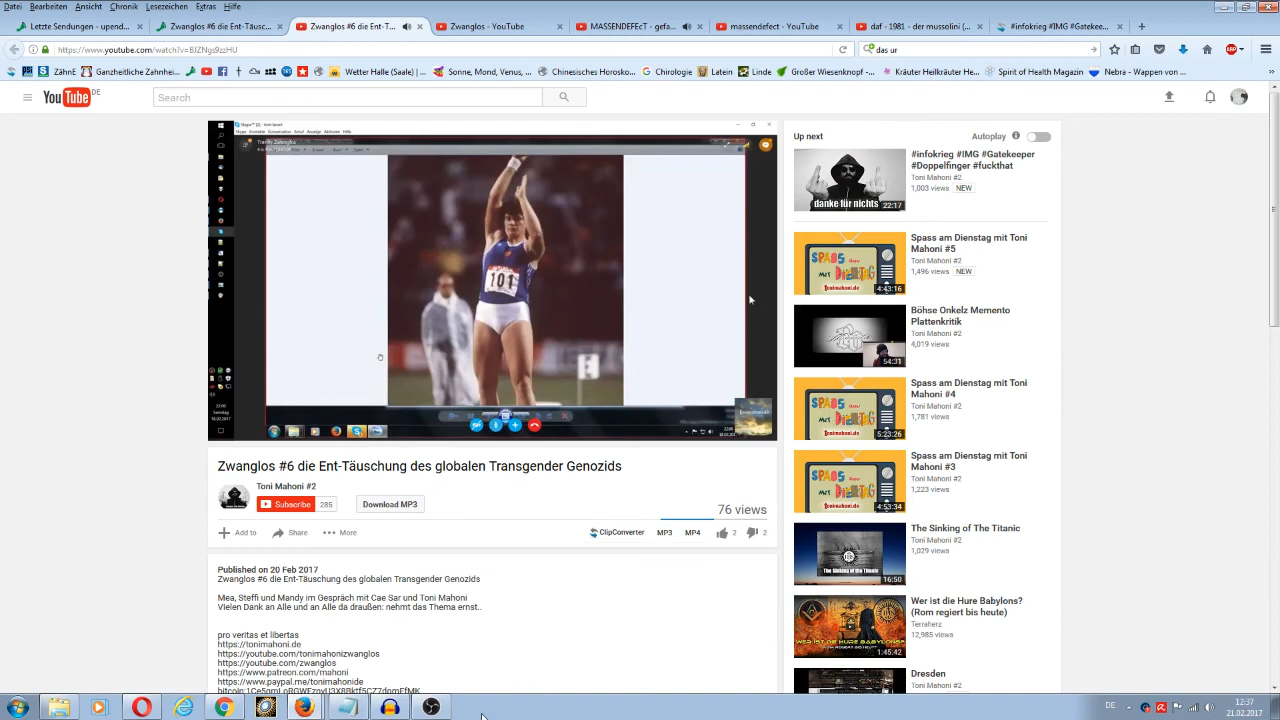 Datei Bearbeiten Ansicht Chronik Lesezeichen Extras Hilfe
Letzte Sendungen - upend...
Zwanglos #6 die Ent-Täus...
Zwanglos #6 die Ent-T...
Zwanglos - YouTube
MASSENDEFEcT - gefa...
massendefect - YouTube
daf - 1981 - der mussolini (...
#infokrieg #IMG #Gatekee...
https://www.youtube.com/watch?v=BJZNgs9zzHU
das ur
ZähnE
Ganzheitliche Zahnhe...
Wetter Halle (Saale) | ...
Sonne, Mond, Venus, ...
Chinesisches Horosko...
Chirologie
Latein
Linde
Großer Wiesenknopf ...
Kräuter Heilkräuter He...
Spirit of Health Magazin
Nebra - Wappen von ...
YouTube DE
Search
Zwanglos #6 die Ent-Täuschung des globalen Transgender Genozids
Toni Mahoni #2
Subscribe 285
Download MP3
76 views
Add to Share More
ClipConverter MP3 MP4 2 2
Published on 20 Feb 2017
Zwanglos #6 die Ent-Täuschung des globalen Transgender Genozids
Mea, Steffi und Mandy im Gespräch mit Cae Sar und Toni Mahoni
Vielen Dank an Alle und an Alle da draußen: nehmt das Thema ernst..
pro veritas et libertas
https://tonimahoni.de
https://youtube.com/tonimahonizwanglos
https://youtube.com/zwanglos
https://www.patreon.com/mahoni
https://www.paypal.me/tonimahonide
Up next
Autoplay
#infokrieg #IMG #Gatekeeper
#Doppelfinger #fuckthat
Toni Mahoni #2
1,003 views NEW
danke für nichts
22:17
Spass am Dienstag mit Toni
Mahoni #5
Toni Mahoni #2
1,496 views NEW
4:43:16
Böhse Onkelz Memento
Plattenkritik
Toni Mahoni #2
4,019 views
54:31
Spass am Dienstag mit Toni
Mahoni #4
Toni Mahoni #2
1,781 views
5:23:26
Spass am Dienstag mit Toni
Mahoni #3
Toni Mahoni #2
1,223 views
4:53:34
The Sinking of The Titanic
Toni Mahoni #2
1,029 views
The Sinking of The Titanic
16:50
Wer ist die Hure Babylons?
(Rom regiert bis heute)
Terraherz
12,985 views
WER IST DIE HURE BABYLONS?
1:45:42
Dresden
Toni Mahoni #2
DE
12:37
21.02.2017